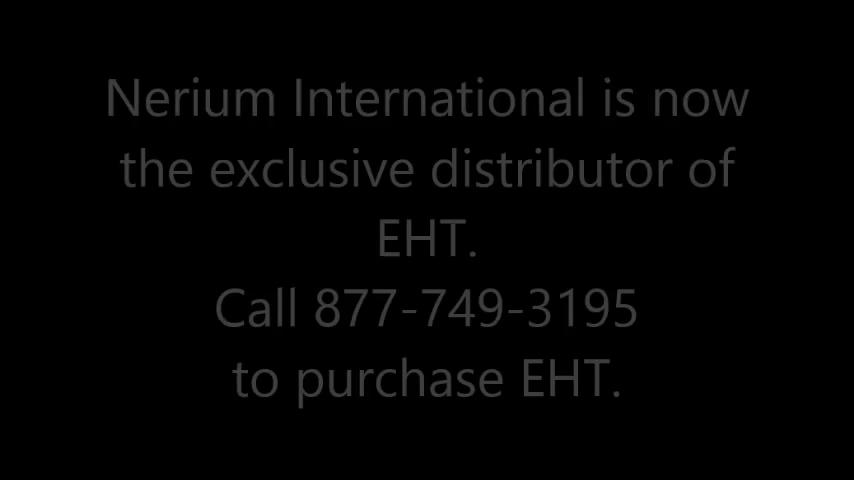 Nerium International is now
the exclusive distributor of
EHT.
Call 877-749-3195
to purchase EHT.